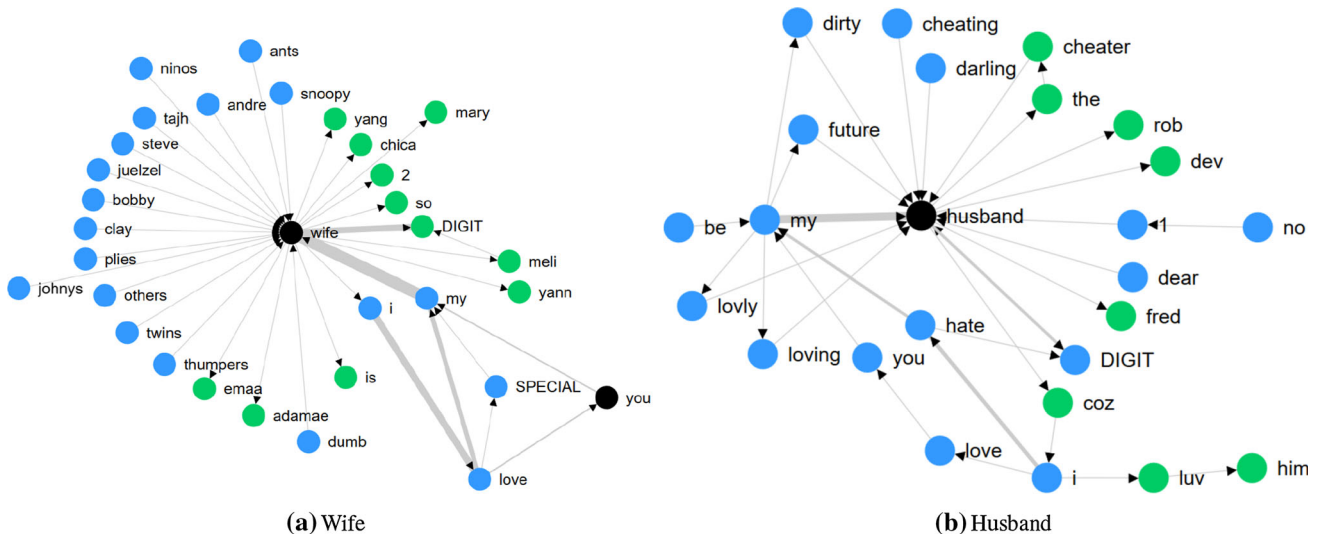 ants
ninos
snoopy
andre
mary
yang
tajh
chica
steve
juelzel
2
bobby
so
DIGIT
clay
wife
plies
meli
johnys
others
yann
my
i
twins
thumpers
is
emaa
SPECIAL
you
adamae
dumb
love
(a) Wife
dirty
cheating
cheater
darling
the
future
rob
dev
be
my
husband
1
no
dear
lovly
fred
hate
loving
you
DIGIT
coz
love
i
luv
him
(b) Husband